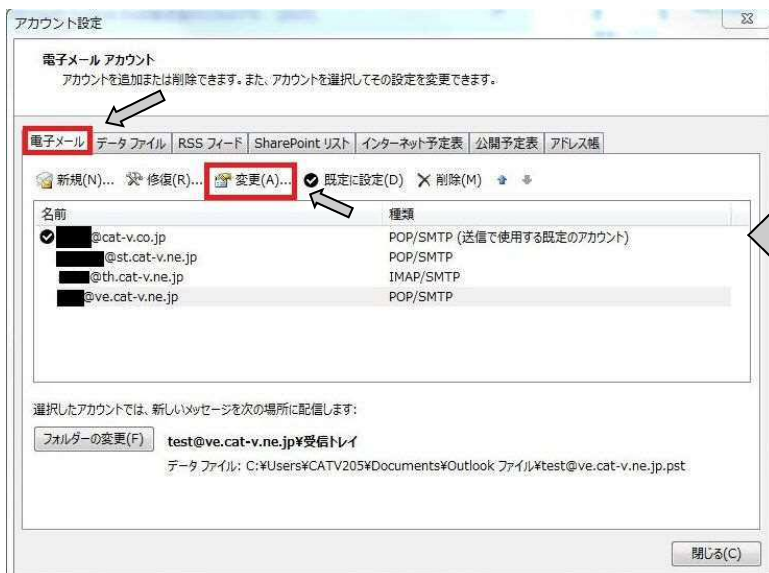 アカウント設定
電子メール アカウント
アカウントを追加または削除できます。また、アカウントを選択してその設定を変更できます。
電子メール データ ファイル RSS フィード SharePoint リスト インターネット予定表 公開予定表 アドレス帳
新規(N)... 修復(R)... 変更(A)... 既定に設定(D) 削除(M)
名前 種類
@cat-v.co.jp POP/SMTP (送信で使用する既定のアカウント)
@st.cat-v.ne.jp POP/SMTP
@th.cat-v.ne.jp IMAP/SMTP
@ve.cat-v.ne.jp POP/SMTP
選択したアカウントでは、新しいメッセージを次の場所に配信します:
フォルダーの変更(F) test@ve.cat-v.ne.jp¥受信トレイ
データ ファイル: C:¥Users¥CATV205¥Documents¥Outlook ファイル¥test@ve.cat-v.ne.jp.pst
閉じる(C)